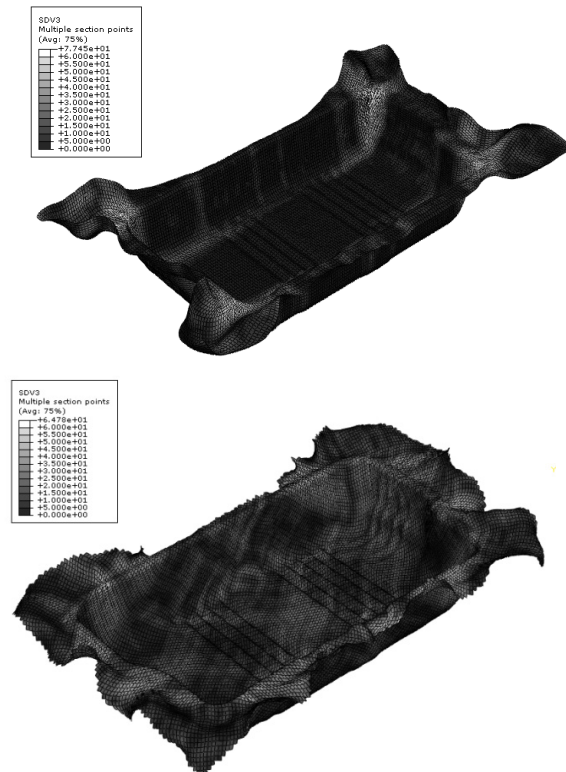 SDV3
Multiple section points
(Avg: 75%)
+7.745e+01
+6.000e+01
+5.500e+01
+5.000e+01
+4.500e+01
+4.000e+01
+3.500e+01
+3.000e+01
+2.500e+01
+2.000e+01
+1.500e+01
+1.000e+01
+5.000e+00
+0.000e+00
SDV3
Multiple section points
(Avg: 75%)
+6.478e+01
+6.000e+01
+5.500e+01
+5.000e+01
+4.500e+01
+4.000e+01
+3.500e+01
+3.000e+01
+2.500e+01
+2.000e+01
+1.500e+01
+1.000e+01
+5.000e+00
+0.000e+00